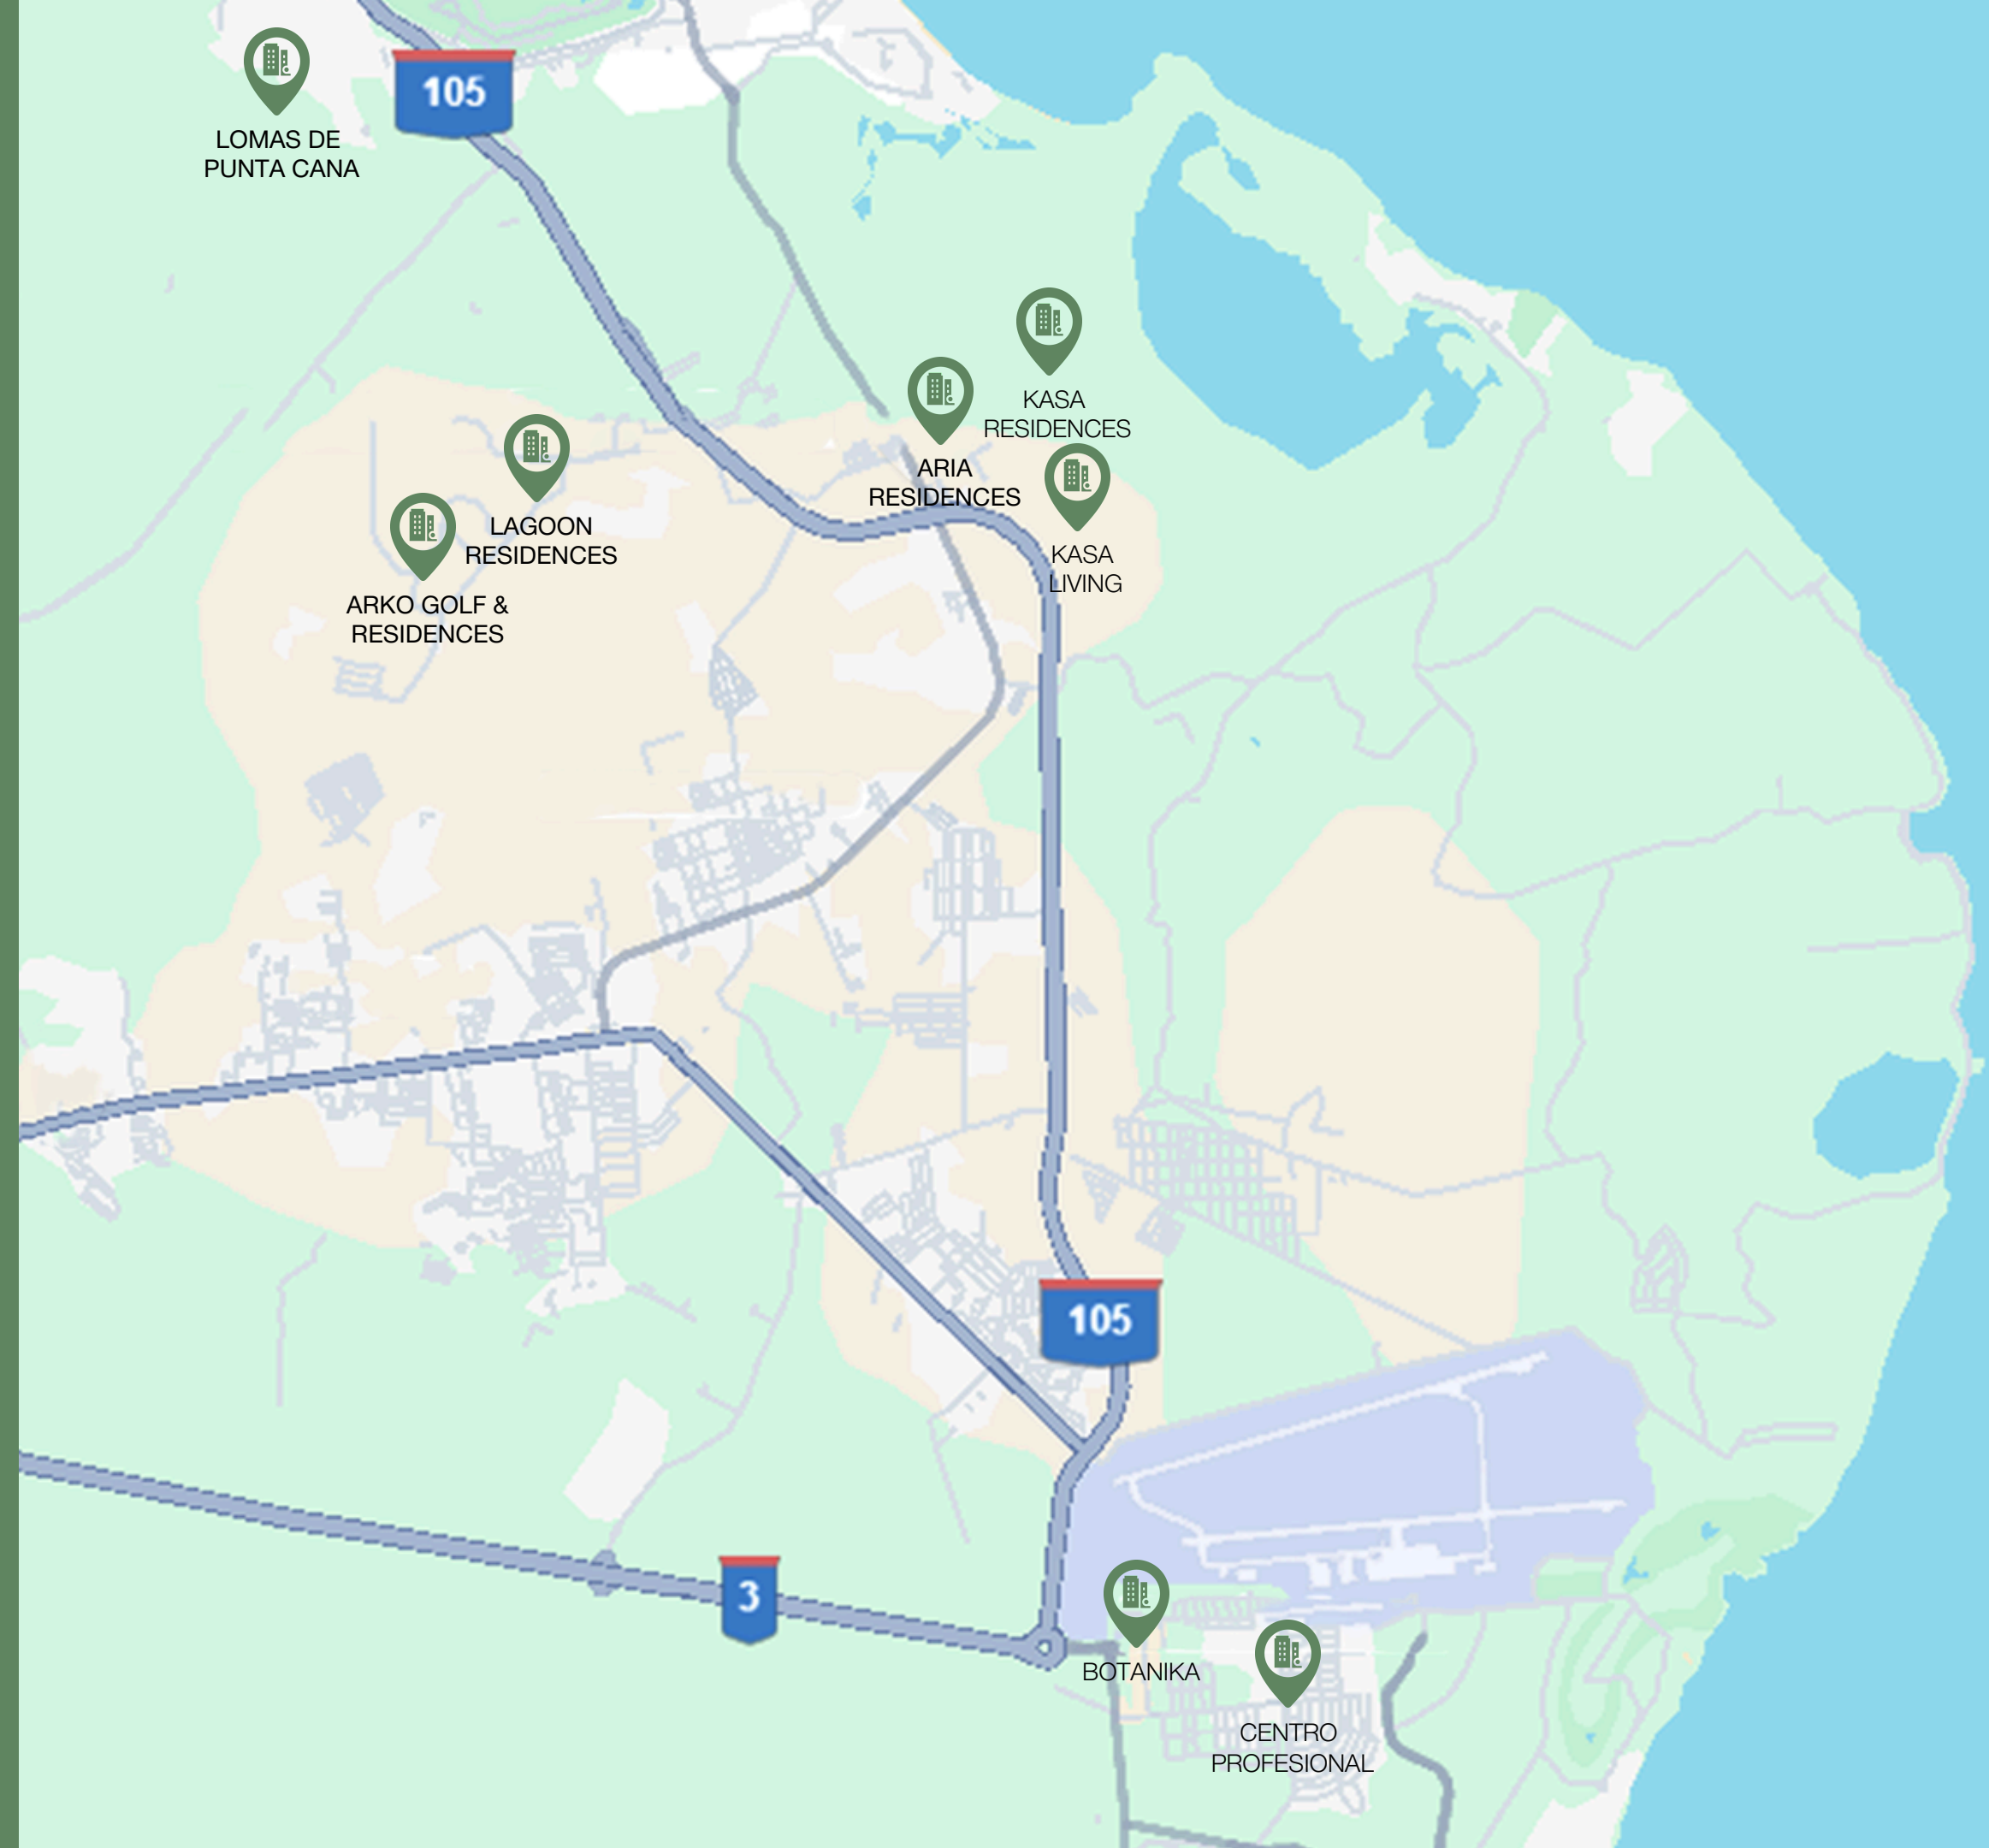 105
LOMAS DE
PUNTA CANA
KASA
RESIDENCES
ARIA
RESIDENCES
LAGOON
RESIDENCES
KASA
LIVING
ARKO GOLF &
RESIDENCES
105
3
BOTANIKA
CENTRO
PROFESIONAL